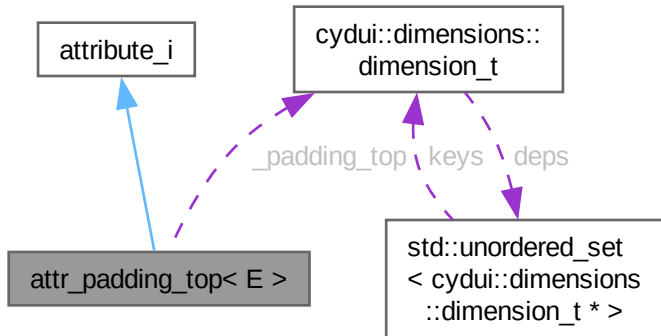 attribute_i
cydui::dimensions::
dimension_t
_padding_top
keys
deps
attr_padding_top< E >
std::unordered_set
< cydui::dimensions
::dimension_t * >